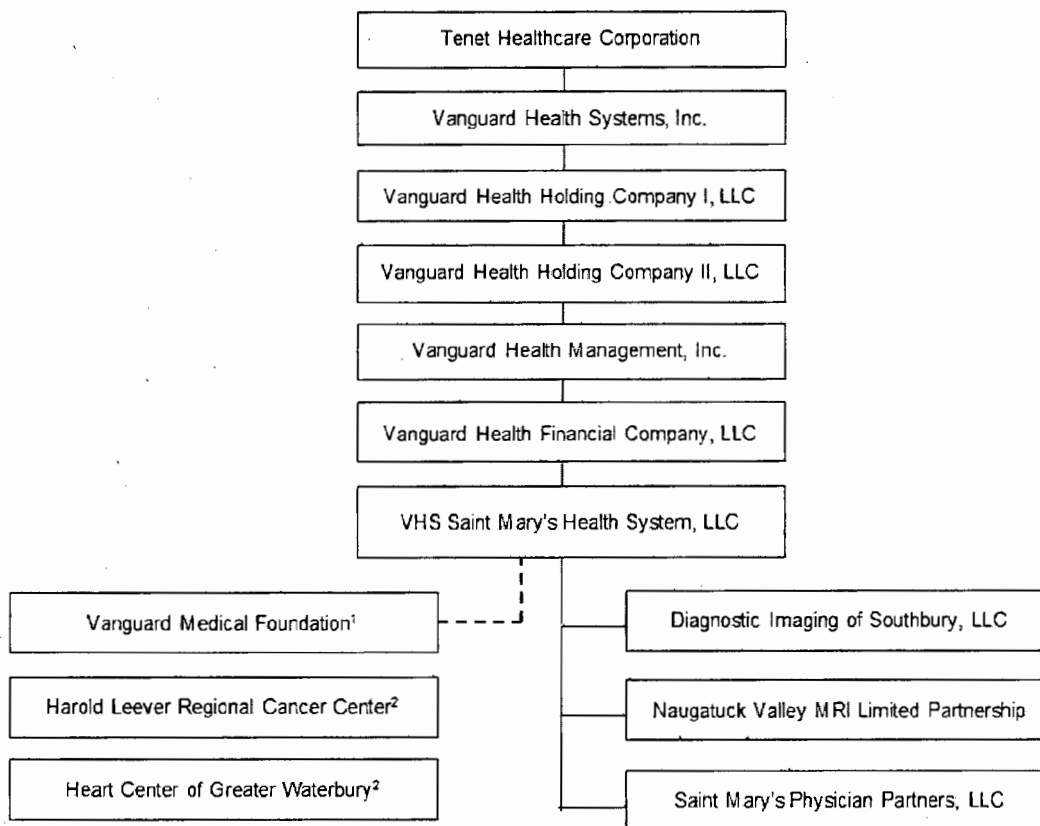 Tenet Healthcare Corporation
Vanguard Health Systems, Inc.
Vanguard Health Holding Company I, LLC
Vanguard Health Holding Company II, LLC
Vanguard Health Management, Inc.
Vanguard Health Financial Company, LLC
VHS Saint Mary's Health System, LLC
Vanguard Medical Foundation¹
Harold Leever Regional Cancer Center²
Heart Center of Greater Waterbury²
Diagnostic Imaging of Southbury, LLC
Naugatuck Valley MRI Limited Partnership
Saint Mary's Physician Partners, LLC